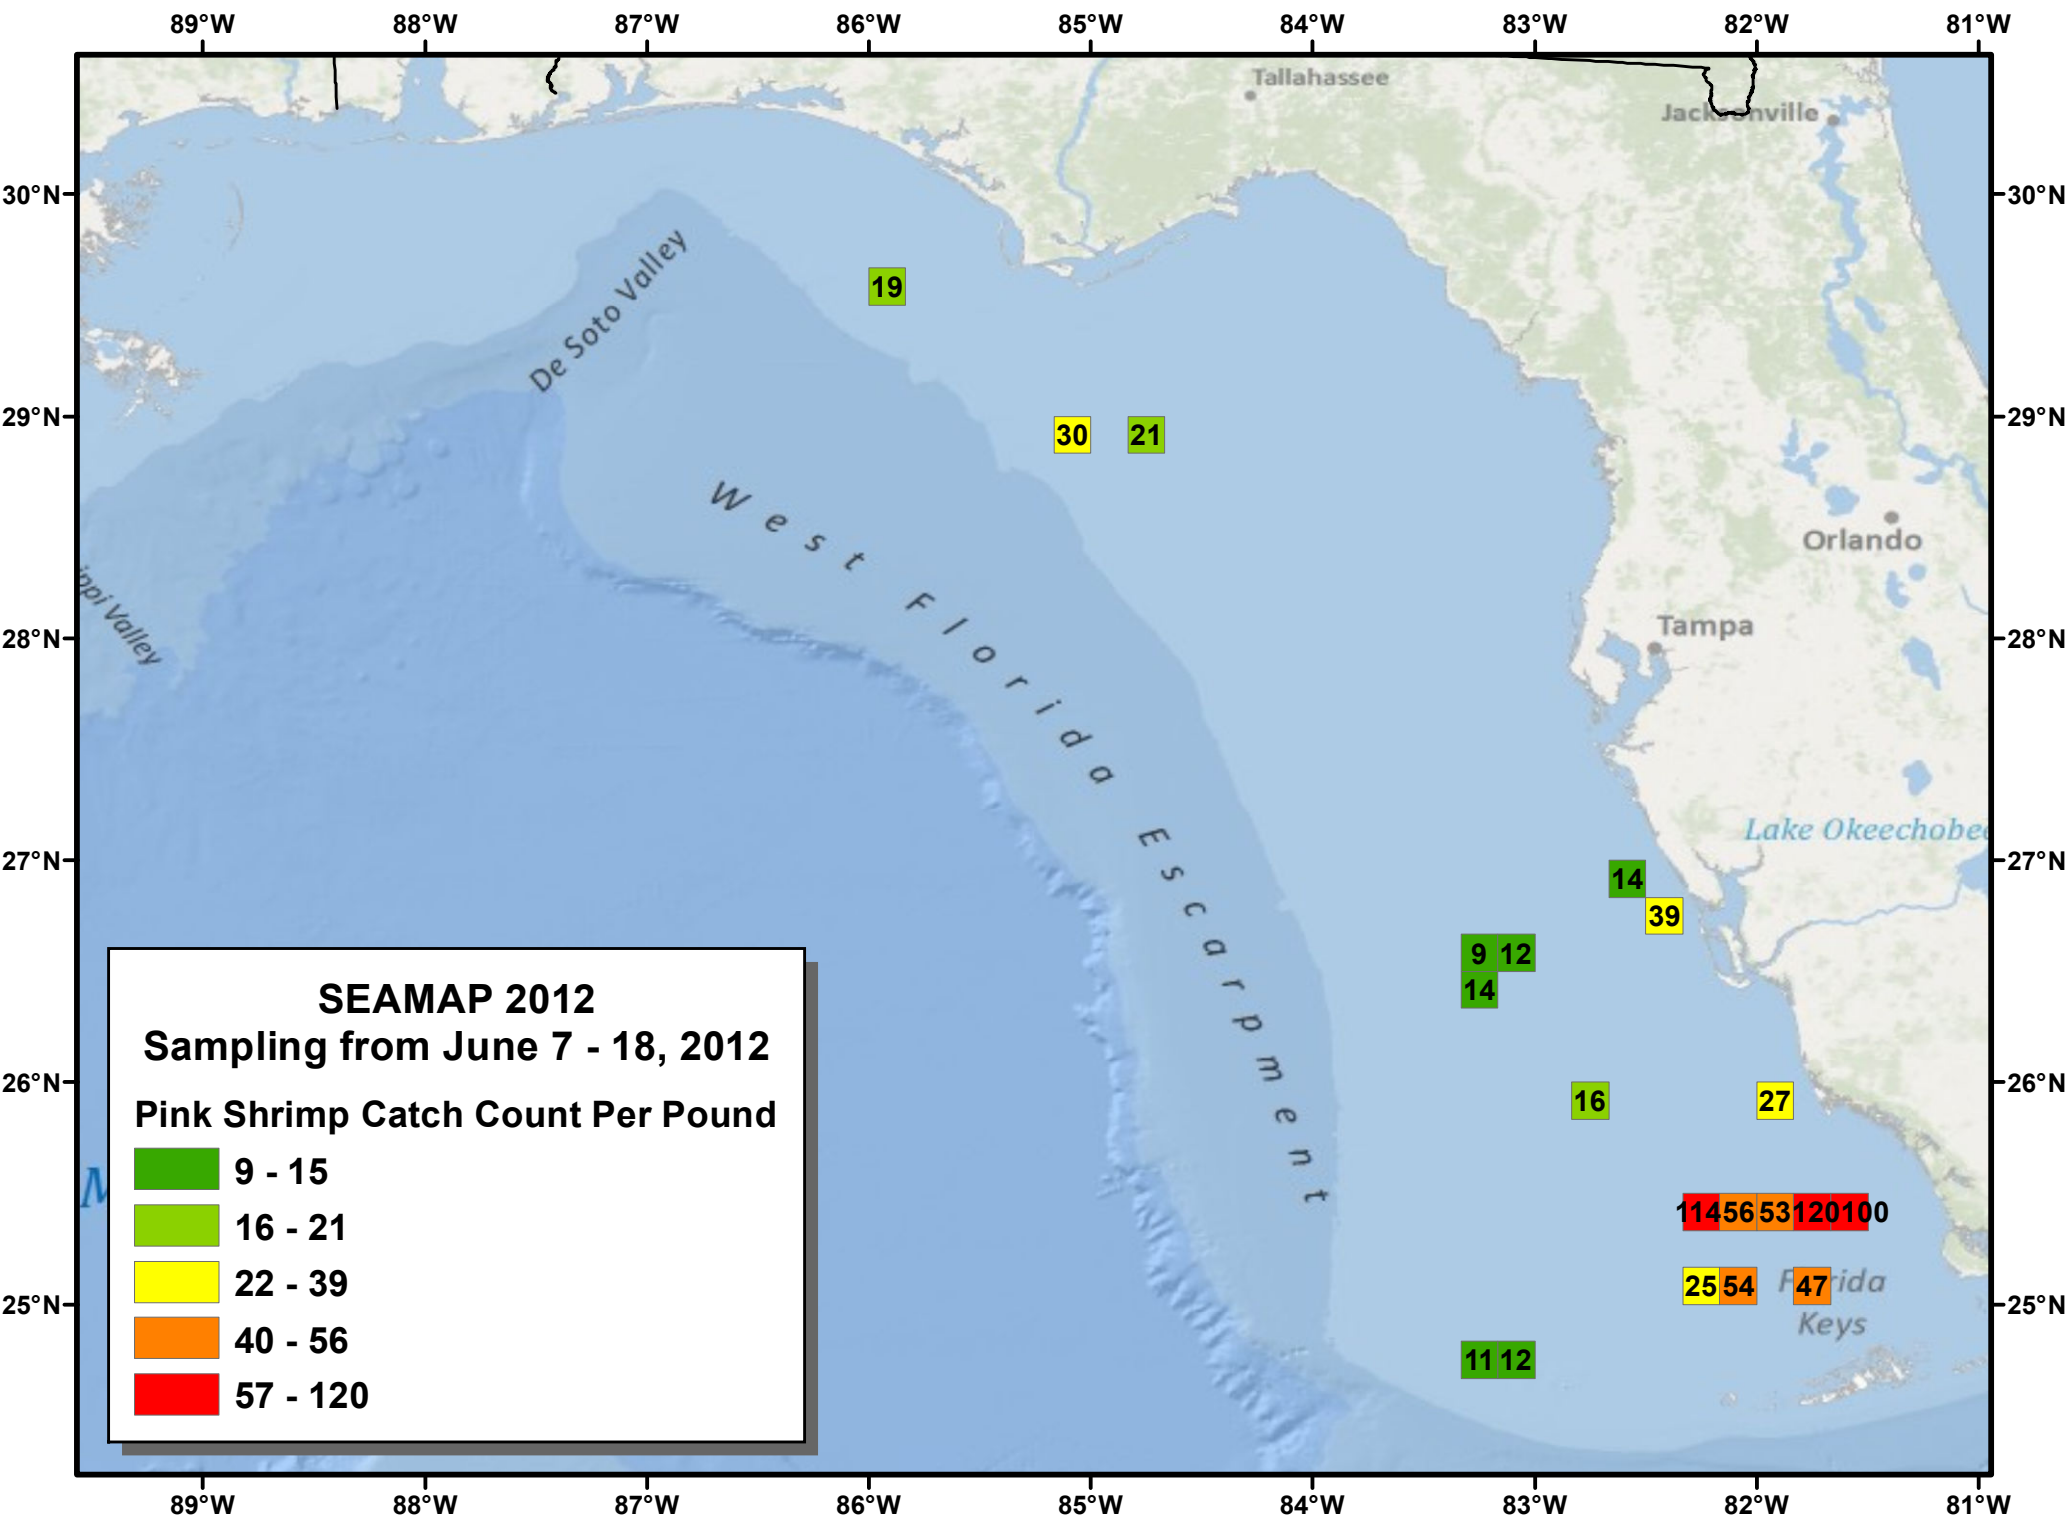 89°W 88°W 87°W 86°W 85°W 84°W 83°W 82°W 81°W
Tallahassee
Jacksonville
30°N 30°N
De Soto Valley
19
29°N 29°N
30 21
West Florida Escarpment
Orlando
ippi Valley
28°N 28°N
Tampa
Lake Okeechobee
27°N 27°N
14
39
9 12
14
26°N 26°N
16 27
114 56 53 120 100
25 54 47
Florida
Keys
25°N 25°N
11 12
M
SEAMAP 2012
Sampling from June 7 - 18, 2012
Pink Shrimp Catch Count Per Pound
9 - 15
16 - 21
22 - 39
40 - 56
57 - 120
89°W 88°W 87°W 86°W 85°W 84°W 83°W 82°W 81°W